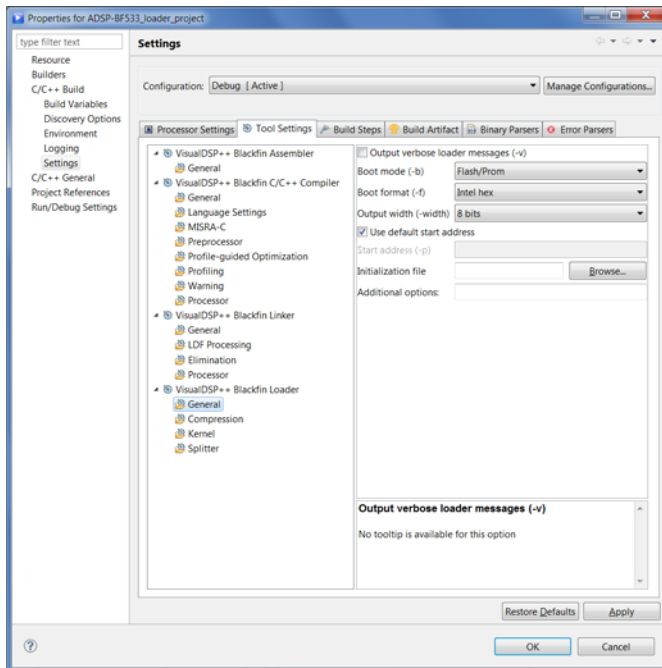 Properties for ADSP-BF533_loader_project
type filter text
Settings
Resource
Builders
C/C++ Build
Build Variables
Discovery Options
Environment
Logging
Settings
C/C++ General
Project References
Run/Debug Settings
Configuration: Debug [ Active ] Manage Configurations...
Processor Settings Tool Settings Build Steps Build Artifact Binary Parsers Error Parsers
VisualDSP++ Blackfin Assembler
General
VisualDSP++ Blackfin C/C++ Compiler
General
Language Settings
MISRA-C
Preprocessor
Profile-guided Optimization
Profiling
Warning
Processor
VisualDSP++ Blackfin Linker
General
LDF Processing
Elimination
Processor
VisualDSP++ Blackfin Loader
General
Compression
Kernel
Splitter
Output verbose loader messages (-v)
Boot mode (-b) Flash/Prom
Boot format (-f) Intel hex
Output width (-width) 8 bits
Use default start address
Start address (-p)
Initialization file Browse...
Additional options:
Output verbose loader messages (-v)
No tooltip is available for this option
Restore Defaults Apply
? OK Cancel